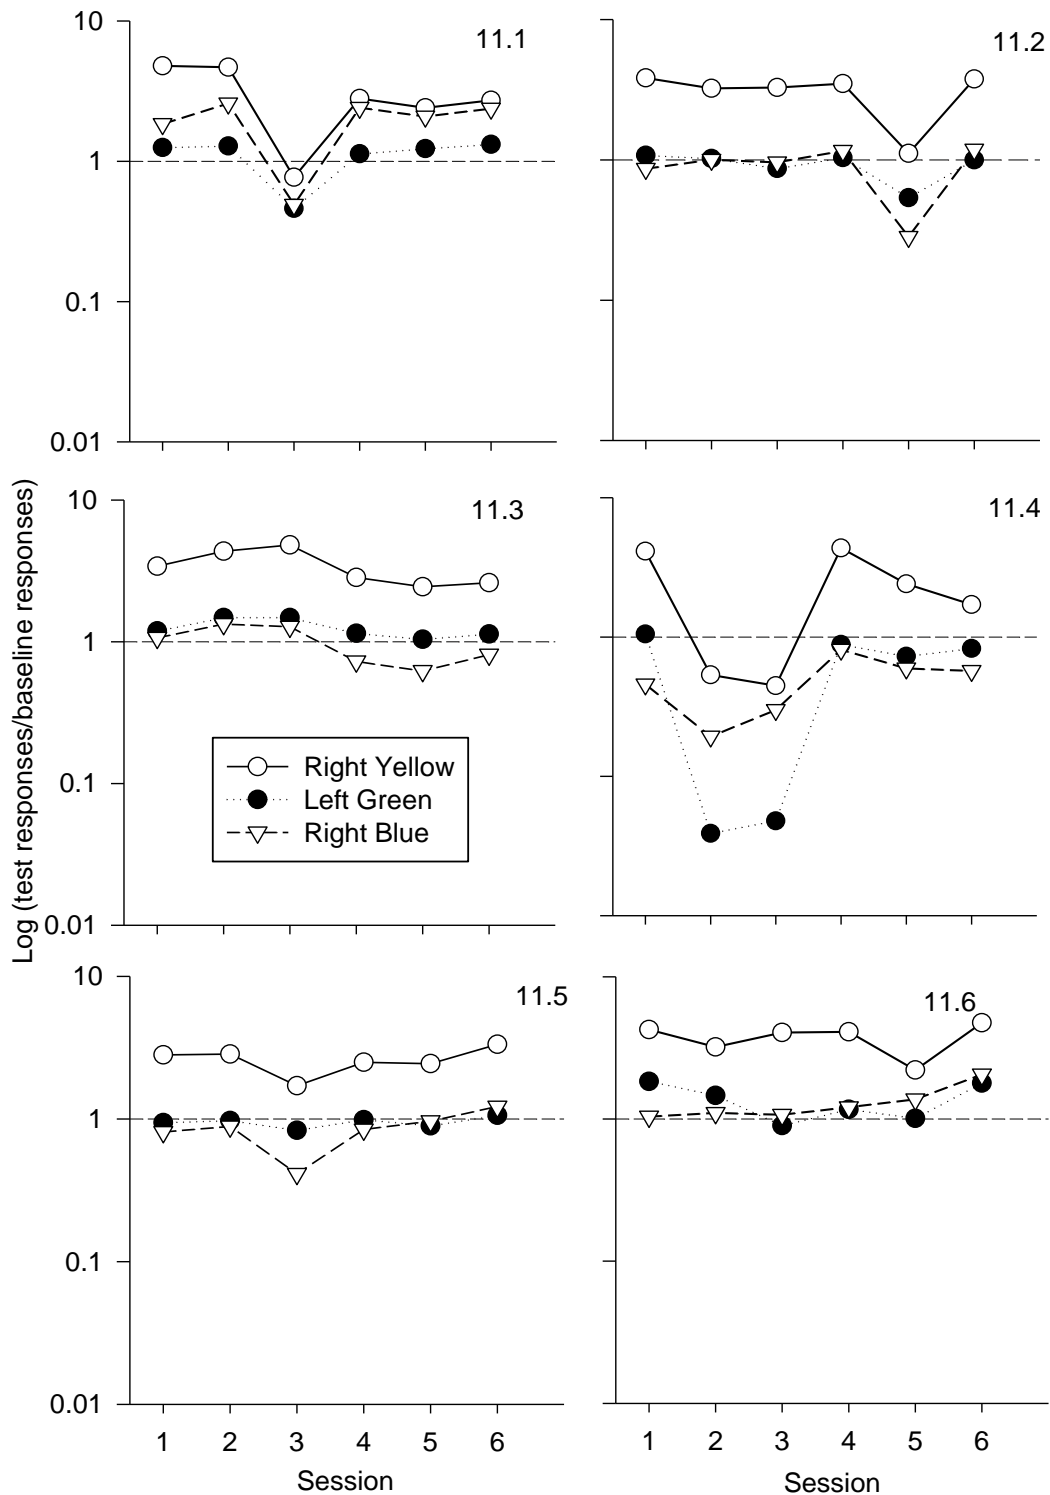 10
11.1
11.2
1
0.1
0.01
Log (test responses/baseline responses)
10
11.3
11.4
1
0.1
0.01
Right Yellow
Left Green
Right Blue
10
11.5
11.6
1
0.1
0.01
1 2 3 4 5 6
1 2 3 4 5 6
Session
Session